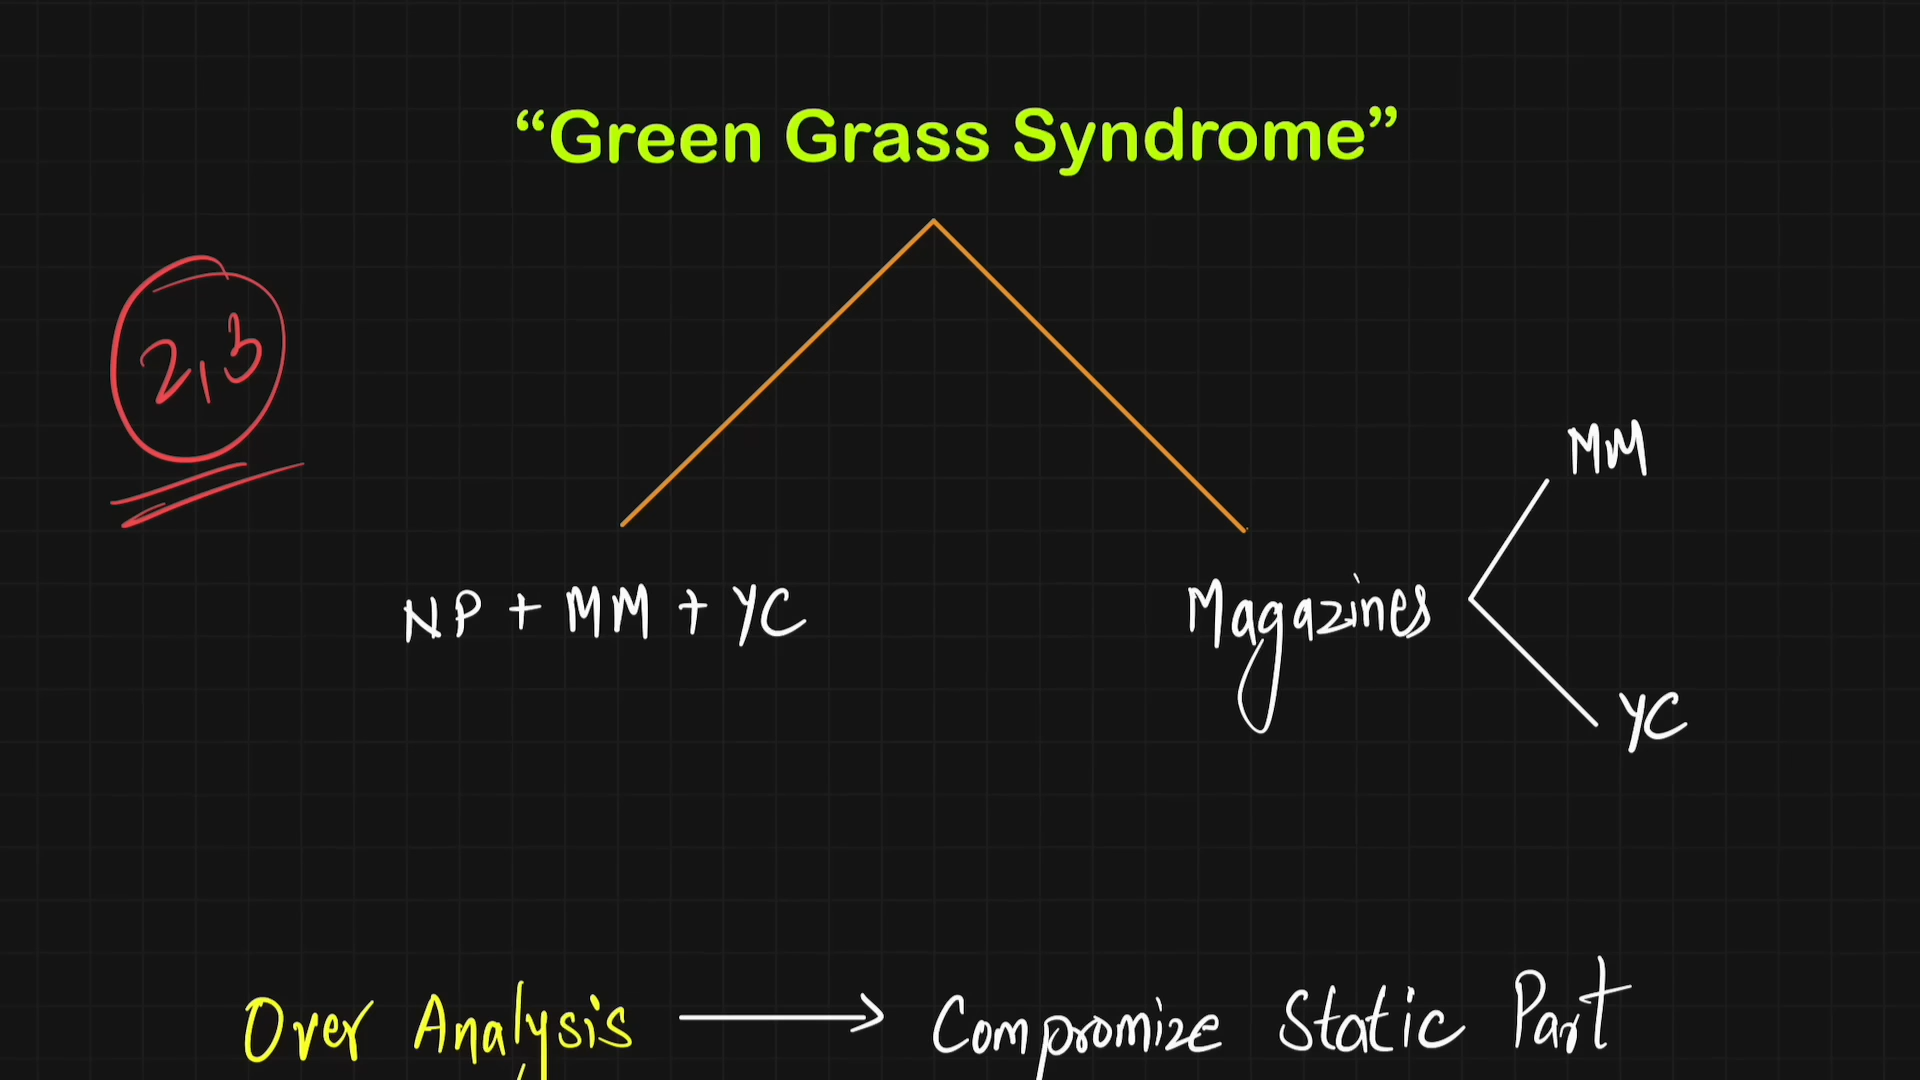 “Green Grass Syndrome”
2,3
MM
NP + MM + YC
Magazines
YC
Over Analysis → Compromize Static Part